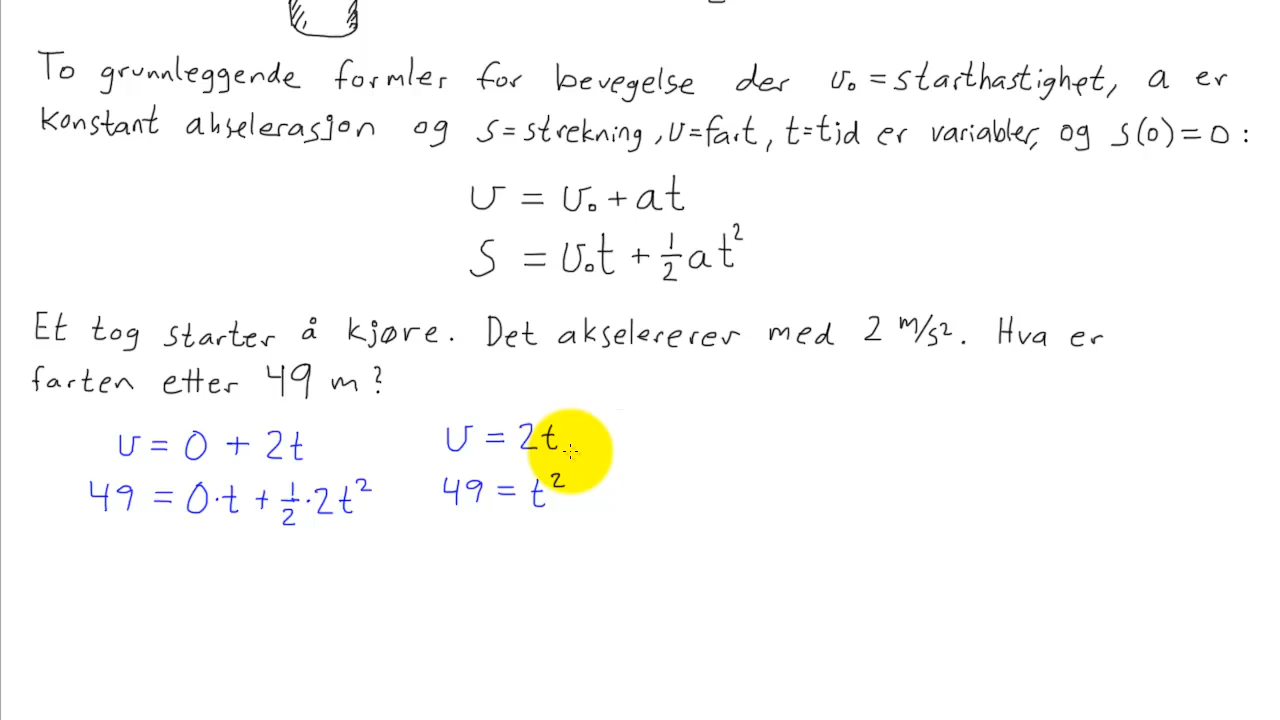 To grunnleggende formler for bevegelse der v₀ = starthastighet, a er
konstant akselerasjon og s = strekning, v = fart, t = tid er variabler, og s(0) = 0 :
v = v₀ + at
s = v₀t + ½at²
Et tog starter å kjøre. Det akselererer med 2 m/s². Hva er
farten etter 49 m?
v = 0 + 2t
49 = 0·t + ½·2t²
v = 2t
49 = t²